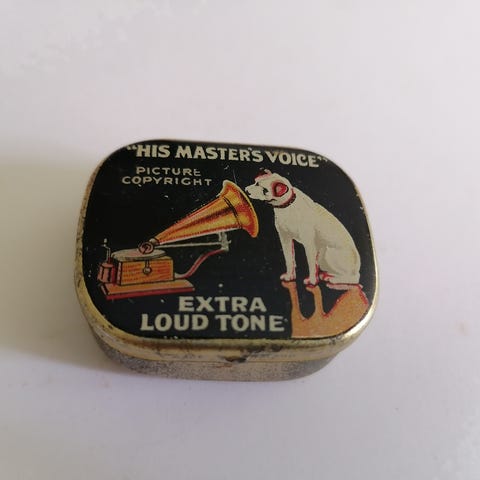 "HIS MASTER'S VOICE"
PICTURE
COPYRIGHT
EXTRA
LOUD TONE